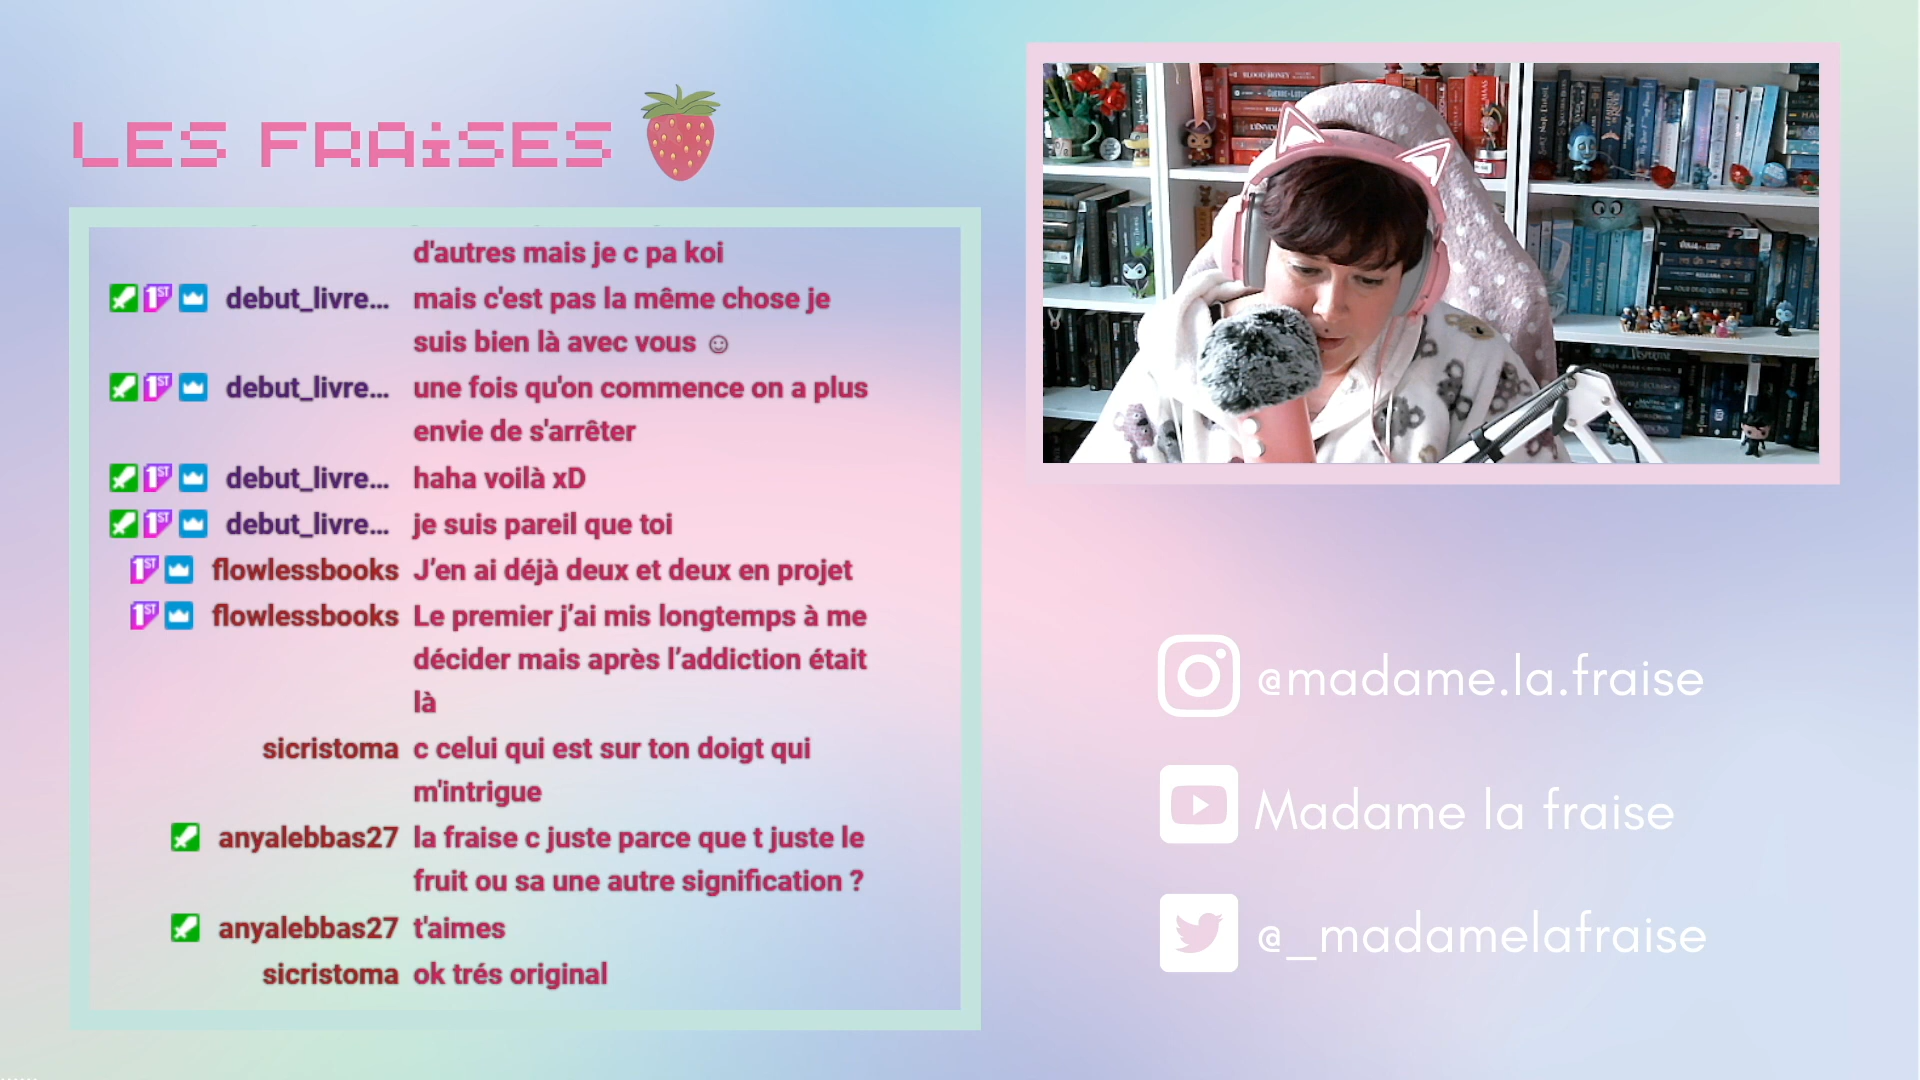 LES FRAiSES
d'autres mais je c pa koi
debut_livre... mais c'est pas la même chose je
suis bien là avec vous ☺
debut_livre... une fois qu'on commence on a plus
envie de s'arrêter
debut_livre... haha voilà xD
debut_livre... je suis pareil que toi
flowlessbooks J’en ai déjà deux et deux en projet
flowlessbooks Le premier j’ai mis longtemps à me
décider mais après l’addiction était
là
sicristoma c celui qui est sur ton doigt qui
m'intrigue
anyalebbas27 la fraise c juste parce que t juste le
fruit ou sa une autre signification ?
anyalebbas27 t'aimes
sicristoma ok trés original
BLOOD HONEY
@madame.la.fraise
Madame la fraise
@_madamelafraise